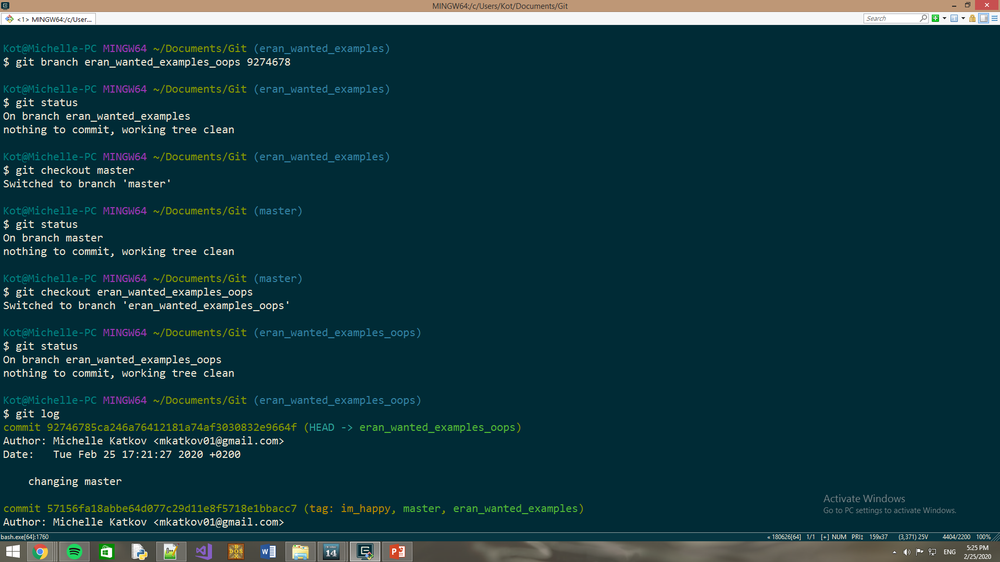 MINGW64:/c/Users/Kot/Documents/Git
<1> MINGW64:/c/User...
Search
Kot@Michelle-PC MINGW64 ~/Documents/Git (eran_wanted_examples)
$ git branch eran_wanted_examples_oops 9274678
Kot@Michelle-PC MINGW64 ~/Documents/Git (eran_wanted_examples)
$ git status
On branch eran_wanted_examples
nothing to commit, working tree clean
Kot@Michelle-PC MINGW64 ~/Documents/Git (eran_wanted_examples)
$ git checkout master
Switched to branch 'master'
Kot@Michelle-PC MINGW64 ~/Documents/Git (master)
$ git status
On branch master
nothing to commit, working tree clean
Kot@Michelle-PC MINGW64 ~/Documents/Git (master)
$ git checkout eran_wanted_examples_oops
Switched to branch 'eran_wanted_examples_oops'
Kot@Michelle-PC MINGW64 ~/Documents/Git (eran_wanted_examples_oops)
$ git status
On branch eran_wanted_examples_oops
nothing to commit, working tree clean
Kot@Michelle-PC MINGW64 ~/Documents/Git (eran_wanted_examples_oops)
$ git log
commit 92746785ca246a76412181a74af3030832e9664f (HEAD -> eran_wanted_examples_oops)
Author: Michelle Katkov <mkatkov01@gmail.com>
Date:   Tue Feb 25 17:21:27 2020 +0200
changing master
commit 57156fa18abbe64d077c29d11e8f5718e1bbacc7 (tag: im_happy, master, eran_wanted_examples)
Author: Michelle Katkov <mkatkov01@gmail.com>
Activate Windows
Go to PC settings to activate Windows.
bash.exe[64]:1760
« 180626[64] 1/1 [+] NUM PRI↕ 159x37 (3,371) 25V 4404/2200 100%
ENG
5:25 PM
2/25/2020